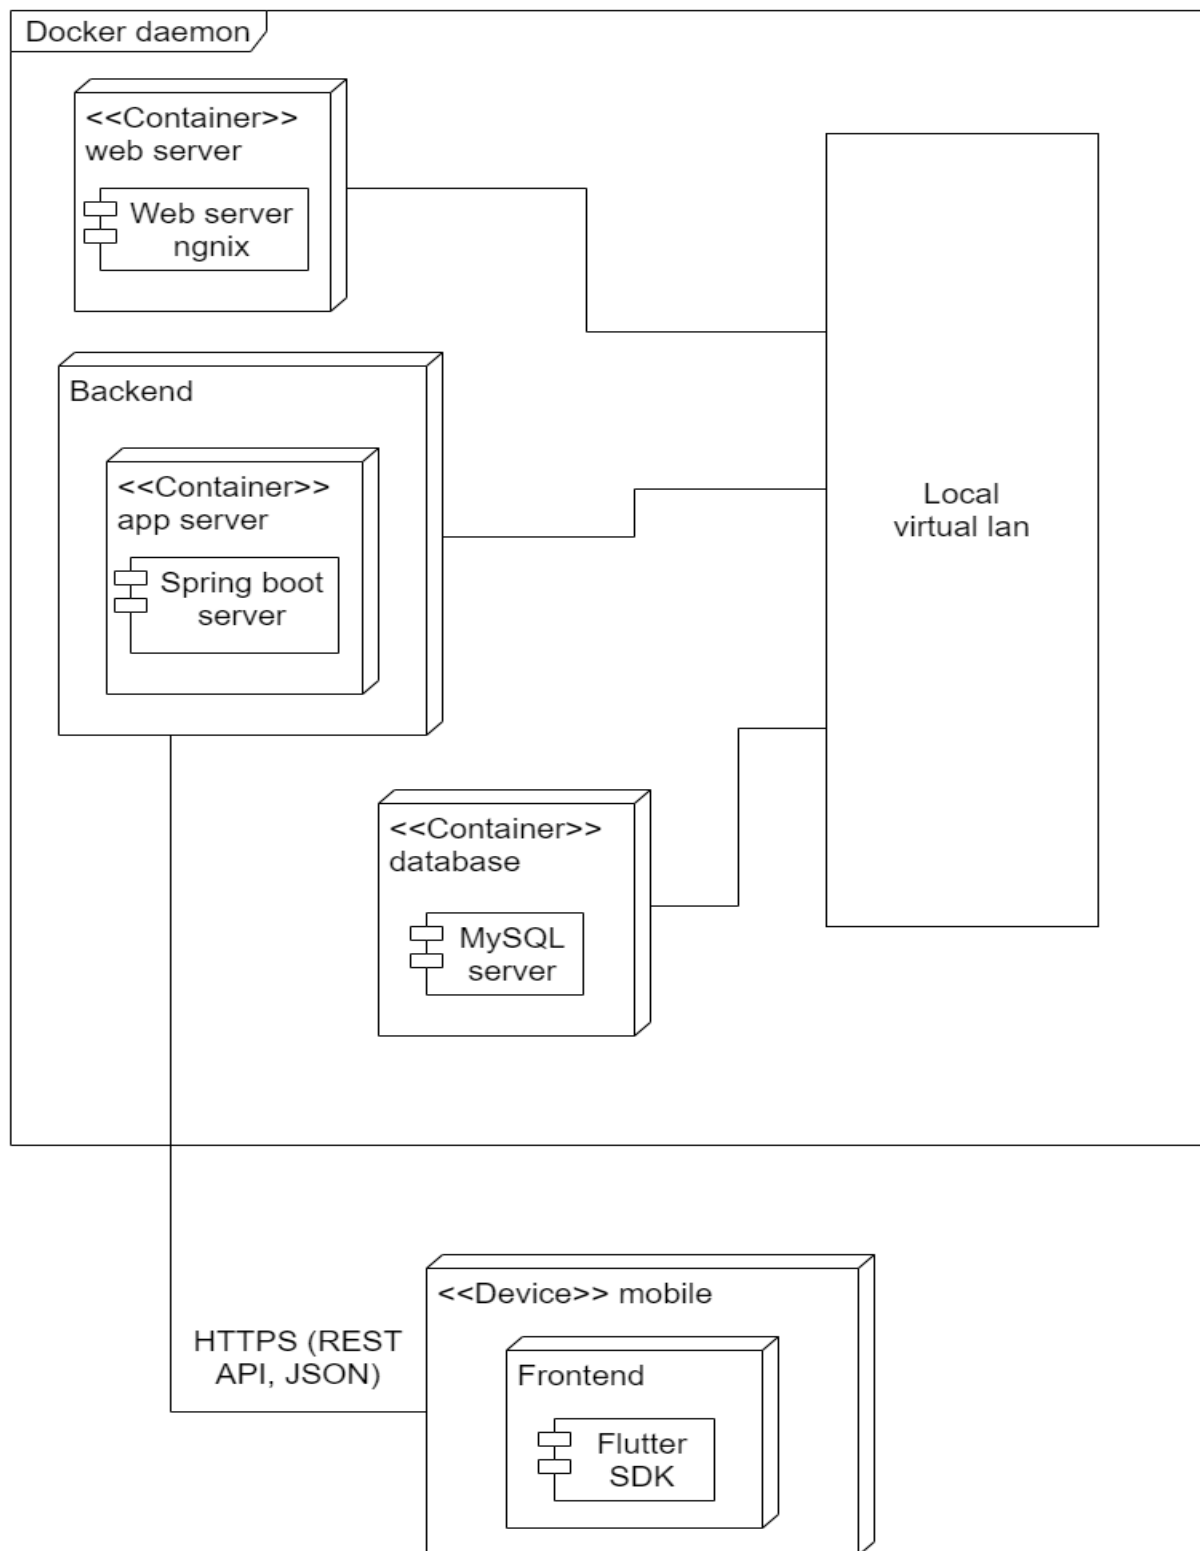 Docker daemon
<<Container>>
web server
Web server
ngnix
Backend
<<Container>>
app server
Spring boot
server
Local
virtual lan
<<Container>>
database
MySQL
server
HTTPS (REST
API, JSON)
<<Device>> mobile
Frontend
Flutter
SDK